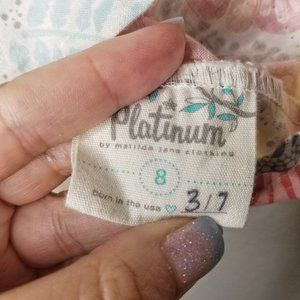 Platinum
by matilda jane clothing
8
born in the usa 3/7